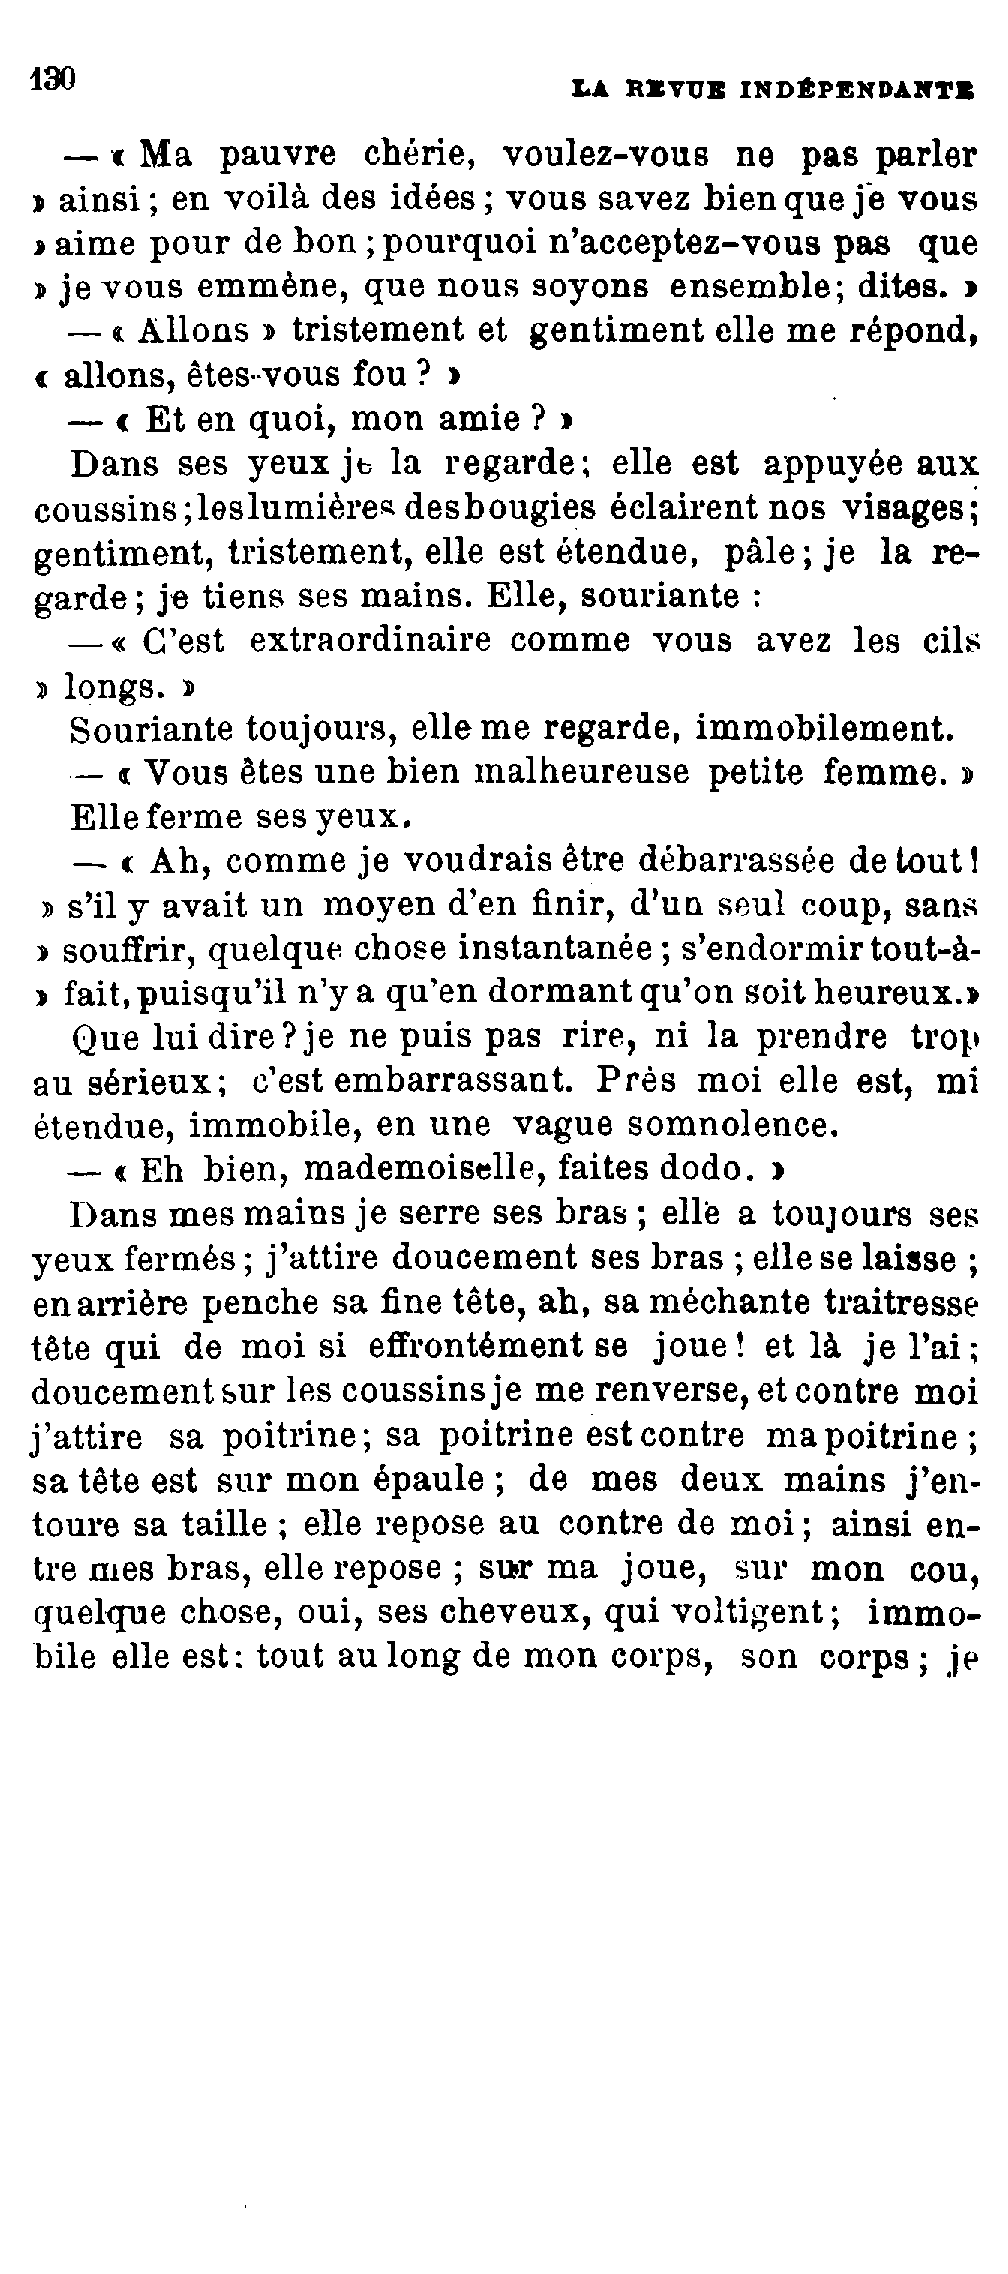 130
LA REVUE INDÉPENDANTE
— « Ma pauvre chérie, voulez-vous ne pas parler
» ainsi ; en voilà des idées ; vous savez bien que je vous
» aime pour de bon ; pourquoi n'acceptez-vous pas que
» je vous emmène, que nous soyons ensemble; dites. »
— « Allons » tristement et gentiment elle me répond,
« allons, êtes-vous fou ? »
— « Et en quoi, mon amie ? »
Dans ses yeux je la regarde; elle est appuyée aux
coussins ; les lumières des bougies éclairent nos visages;
gentiment, tristement, elle est étendue, pâle ; je la re-
garde ; je tiens ses mains. Elle, souriante :
— « C'est extraordinaire comme vous avez les cils
» longs. »
Souriante toujours, elle me regarde, immobilement.
— « Vous êtes une bien malheureuse petite femme. »
Elle ferme ses yeux.
— « Ah, comme je voudrais être débarrassée de tout !
» s'il y avait un moyen d'en finir, d'un seul coup, sans
» souffrir, quelque chose instantanée ; s'endormir tout-à-
» fait, puisqu'il n'y a qu'en dormant qu'on soit heureux. »
Que lui dire ? je ne puis pas rire, ni la prendre trop
au sérieux ; c'est embarrassant. Près moi elle est, mi
étendue, immobile, en une vague somnolence.
— « Eh bien, mademoiselle, faites dodo. »
Dans mes mains je serre ses bras ; elle a toujours ses
yeux fermés ; j'attire doucement ses bras ; elle se laisse ;
en arrière penche sa fine tête, ah, sa méchante traitresse
tête qui de moi si effrontément se joue ! et là je l'ai ;
doucement sur les coussins je me renverse, et contre moi
j'attire sa poitrine ; sa poitrine est contre ma poitrine ;
sa tête est sur mon épaule ; de mes deux mains j'en-
toure sa taille ; elle repose au contre de moi ; ainsi en-
tre mes bras, elle repose ; sur ma joue, sur mon cou,
quelque chose, oui, ses cheveux, qui voltigent ; immo-
bile elle est : tout au long de mon corps, son corps ; je